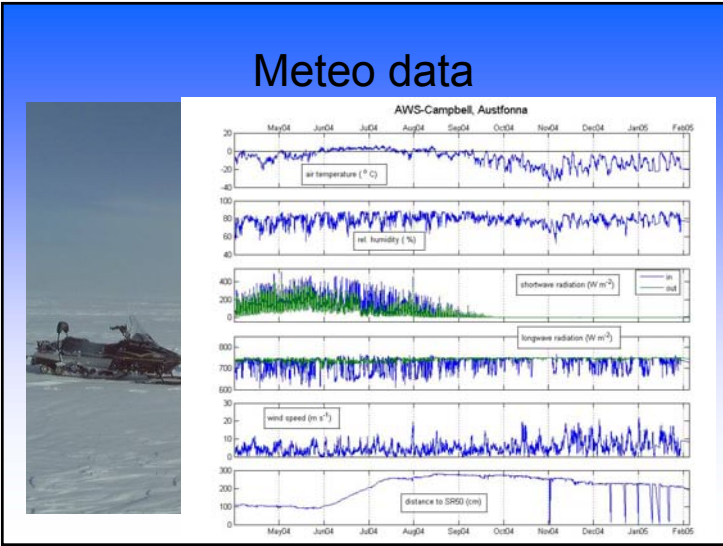 Meteo data
AWS-Campbell, Austfonna
May04 Jun04 Jul04 Aug04 Sep04 Oct04 Nov04 Dec04 Jan05 Feb05
20
0
-20
-40
air temperature ( ° C)
100
80
60
40
rel. humidity ( %)
400
200
0
shortwave radiation (W m-2)
in
out
longwave radiation (W m-2)
800
700
600
30
20
10
0
wind speed (m s-1)
300
200
100
0
distance to SR50 (cm)
May04 Jun04 Jul04 Aug04 Sep04 Oct04 Nov04 Dec04 Jan05 Feb05